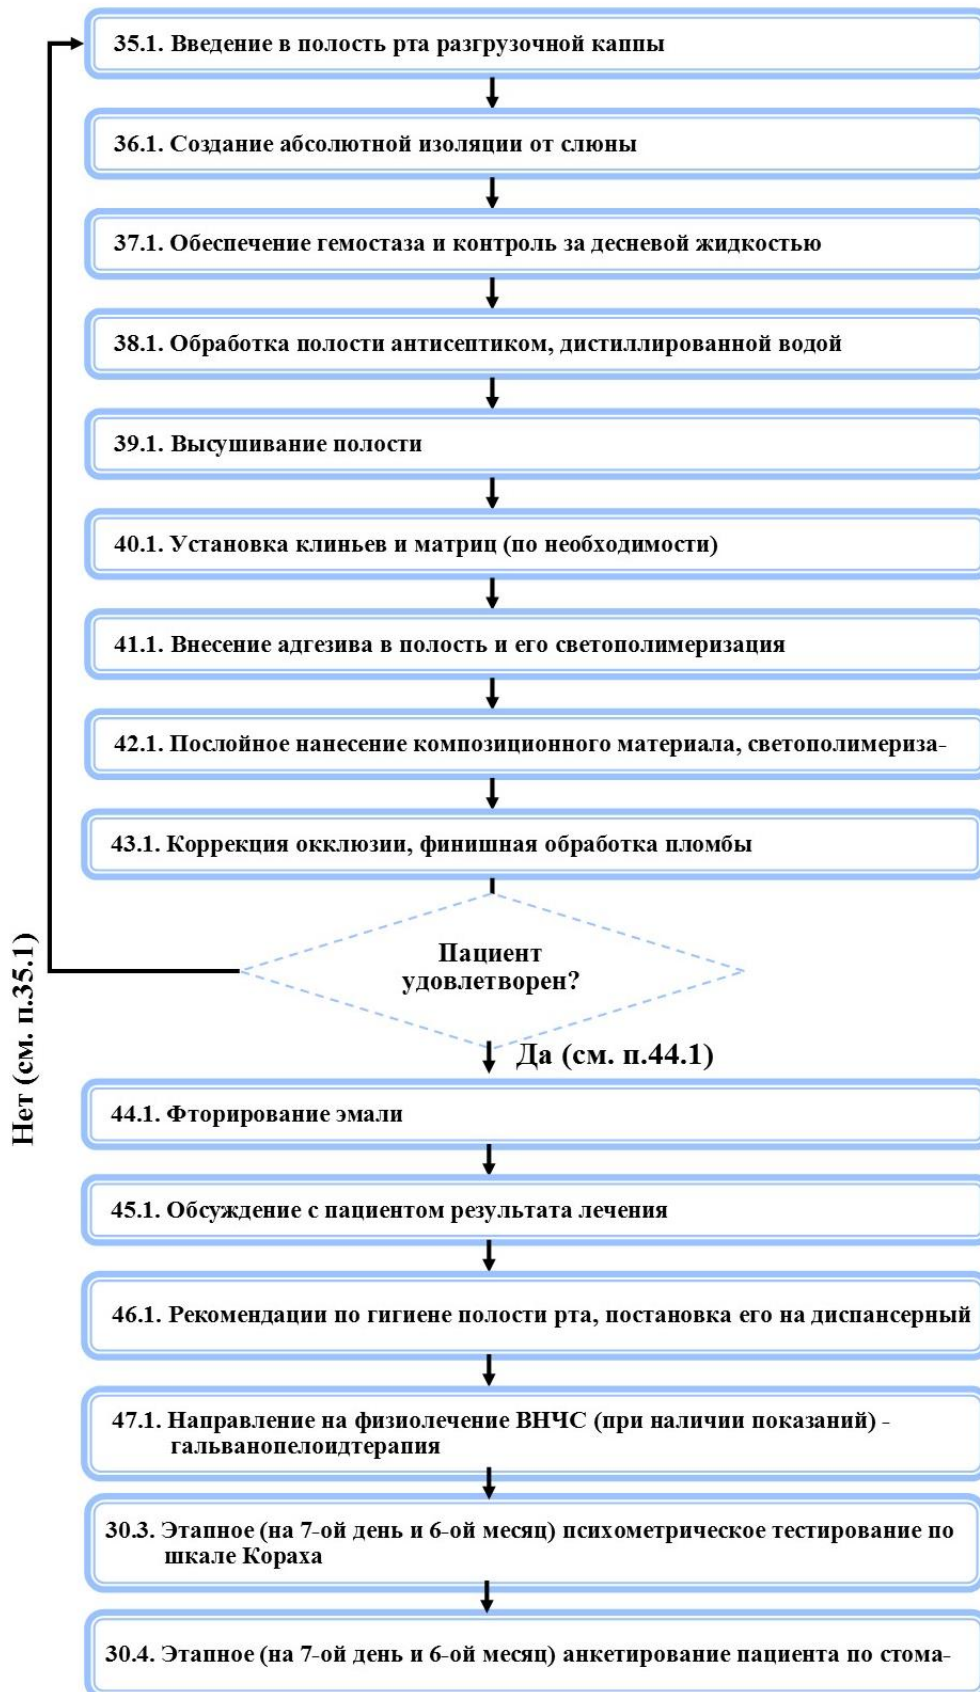 35.1. Введение в полость рта разгрузочной каппы
36.1. Создание абсолютной изоляции от слюны
37.1. Обеспечение гемостаза и контроль за десневой жидкостью
38.1. Обработка полости антисептиком, дистиллированной водой
39.1. Высушивание полости
40.1. Установка клиньев и матриц (по необходимости)
41.1. Внесение адгезива в полость и его светополимеризация
42.1. Послойное нанесение композиционного материала, светополимериза-
43.1. Коррекция окклюзии, финишная обработка пломбы
Пациент
удовлетворен?
Нет (см. п.35.1)
Да (см. п.44.1)
44.1. Фторирование эмали
45.1. Обсуждение с пациентом результата лечения
46.1. Рекомендации по гигиене полости рта, постановка его на диспансерный
47.1. Направление на физиолечение ВНЧС (при наличии показаний) -
гальванопелоидтерапия
30.3. Этапное (на 7-ой день и 6-ой месяц) психометрическое тестирование по
шкале Кораха
30.4. Этапное (на 7-ой день и 6-ой месяц) анкетирование пациента по стома-